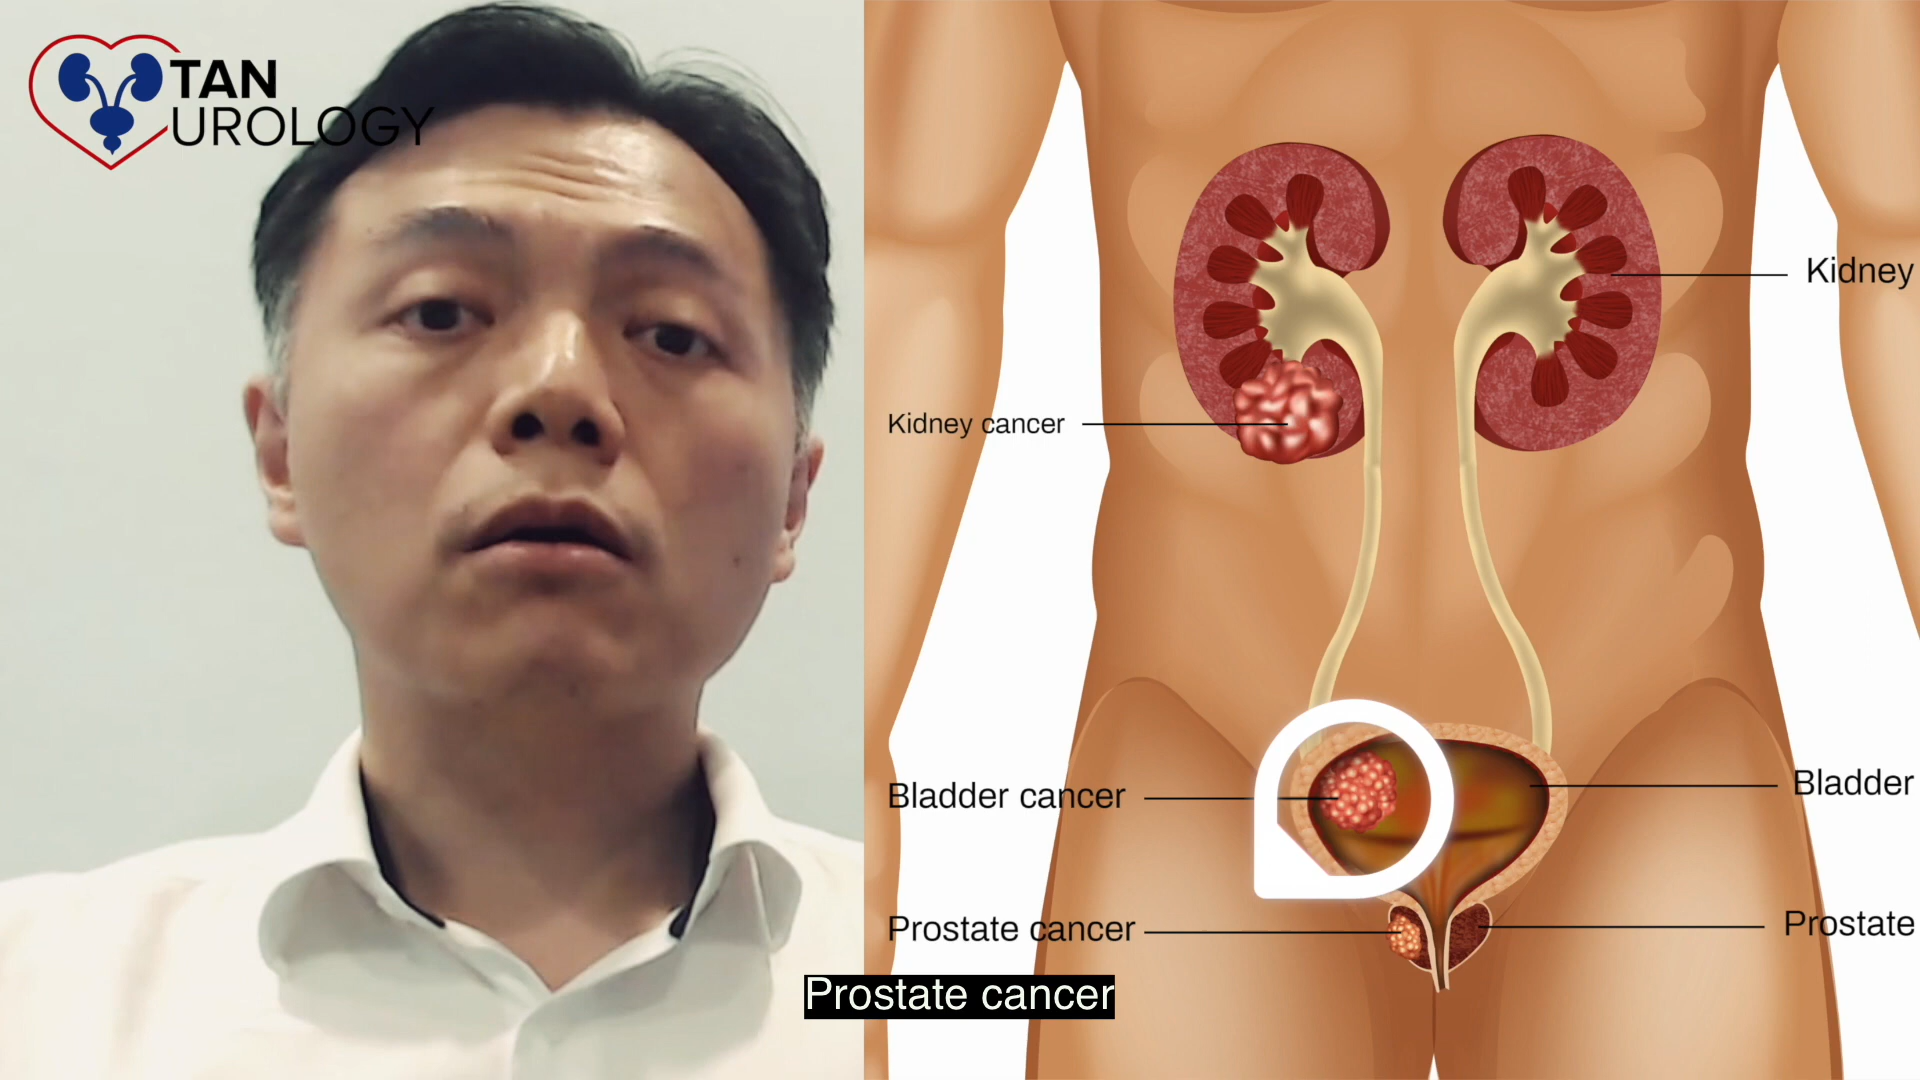 TAN
UROLOGY
Kidney
Kidney cancer
Bladder cancer
Bladder
Prostate cancer
Prostate
Prostate cancer